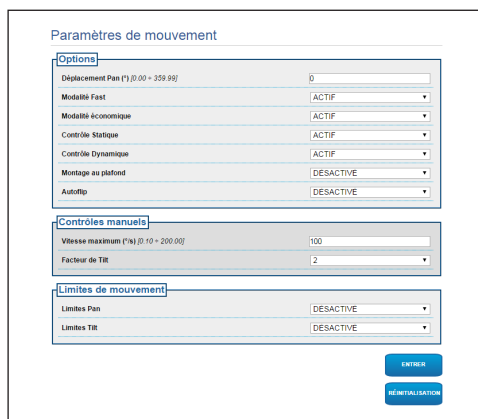 Paramètres de mouvement
Options
Déplacement Pan (°) [0.00 ÷ 359.99] 0
Modalité Fast ACTIF
Modalité èconomique ACTIF
Contrôle Statique ACTIF
Contrôle Dynamique ACTIF
Montage au plafond DESACTIVE
Autoflip DESACTIVE
Contrôles manuels
Vitesse maximum (°/s) [0.10 ÷ 200.00] 100
Facteur de Tilt 2
Limites de mouvement
Limites Pan DESACTIVE
Limites Tilt DESACTIVE
ENTRER
RÉINITIALISATION